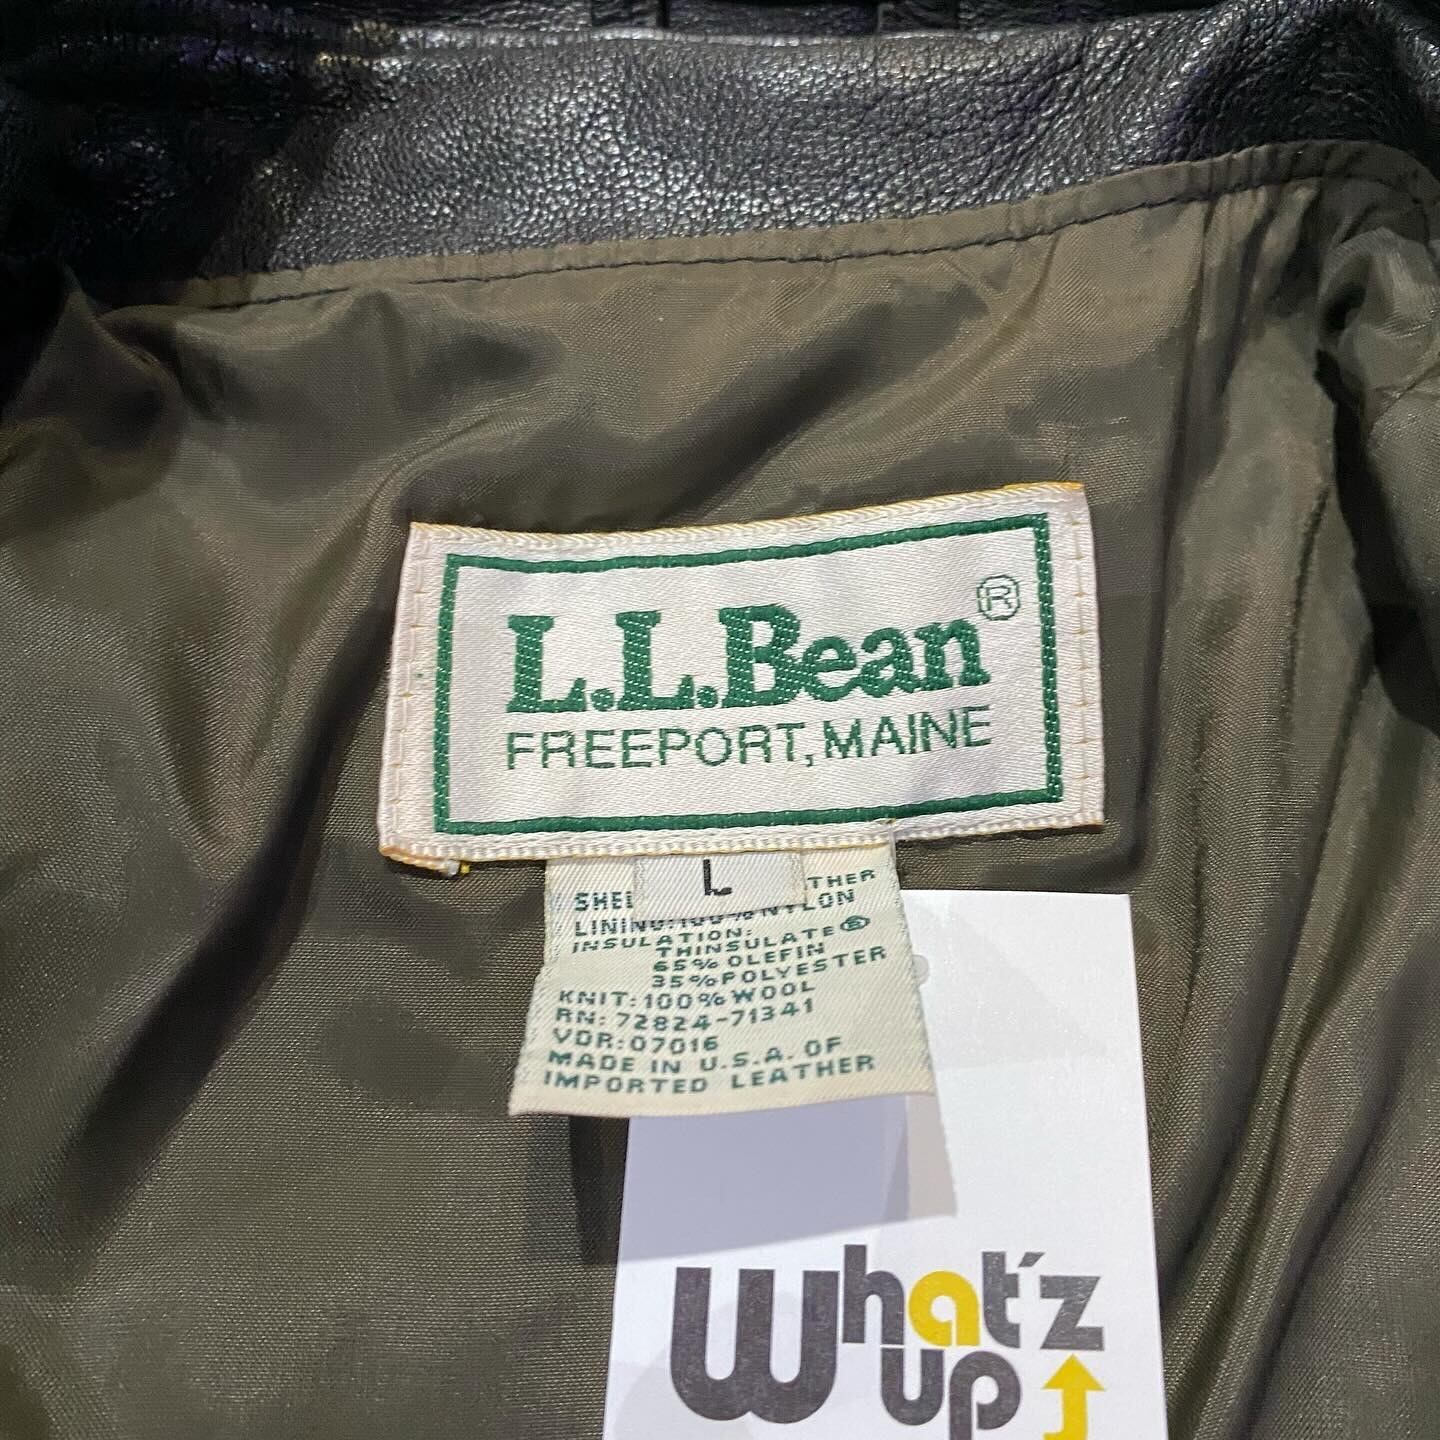 L.L.Bean®
FREEPORT, MAINE
L
LINING: 100% NYLON
INSULATION:
THINSULATE®
65% OLEFIN
35% POLYESTER
KNIT: 100% WOOL
RN: 72824-71341
VDR: 07016
MADE IN U.S.A. OF
IMPORTED LEATHER
What'z
up